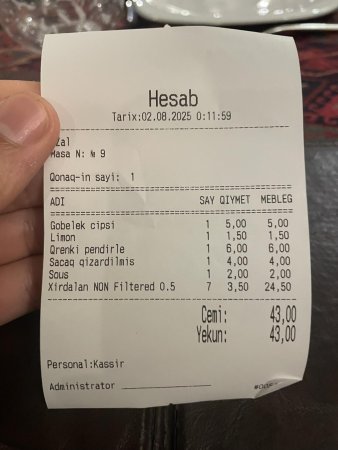 Hesab
Tarix;02.08.2025 0:11:59
Zal
Masa N: № 9
Qonaq-in sayi: 1
ADI SAY QIYMET MEBLEG
Gobelek cipsi 1 5,00 5,00
Limon 1 1,50 1,50
Qrenki pendirle 1 6,00 6,00
Sacaq qizardilmis 1 4,00 4,00
Sous 1 2,00 2,00
Xirdalan NON Filtered 0.5 7 3,50 24,50
Cemi: 43,00
Yekun: 43,00
Personal:Kassir
Administrator